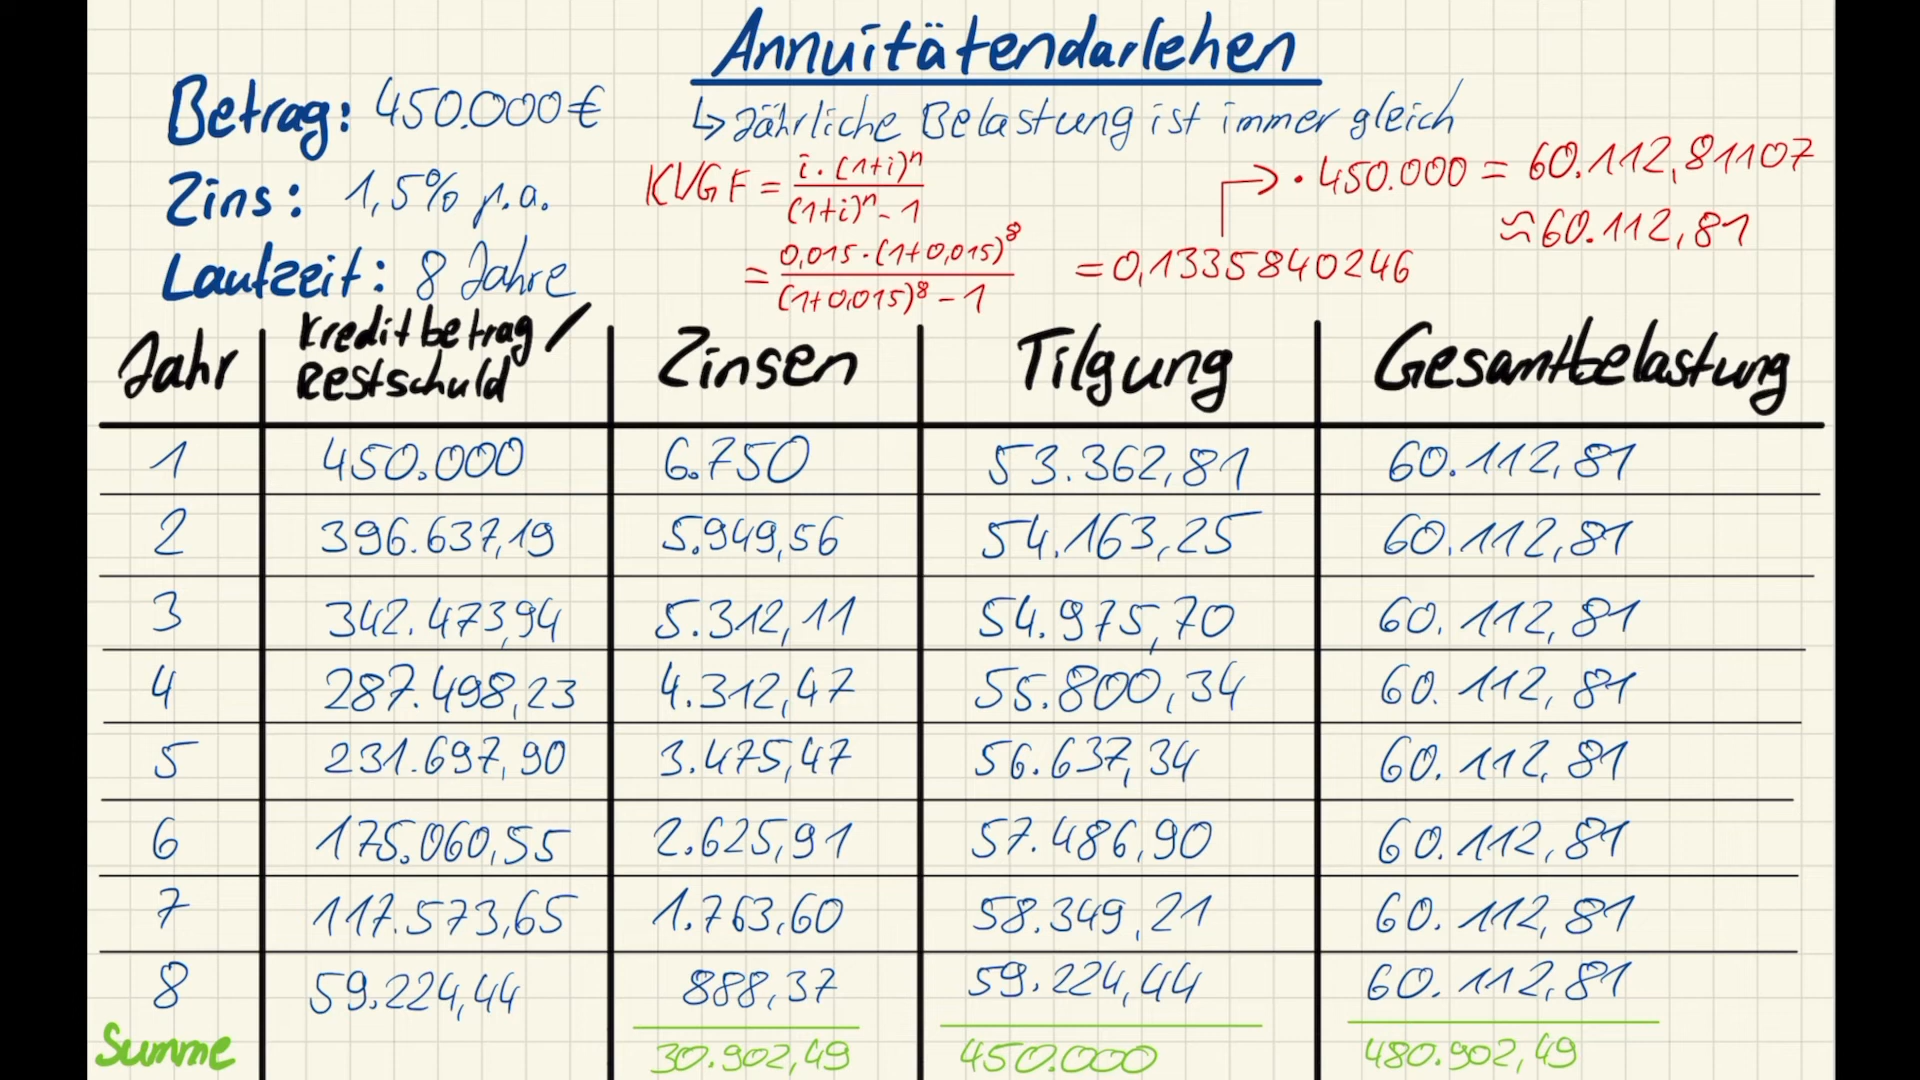 Annuitätendarlehen
Betrag: 450.000€
↳ Jährliche Belastung ist immer gleich
Zins: 1,5% p.a.
KVGF = i · (1+i)^n / (1+i)^n - 1
· 450.000 = 60.112,81107
≈ 60.112,81
Laufzeit: 8 Jahre
= 0,015 · (1+0,015)^8 / (1+0,015)^8 - 1 = 0,1335840246
Jahr Kreditbetrag / Restschuld Zinsen Tilgung Gesamtbelastung
1 450.000 6.750 53.362,81 60.112,81
2 396.637,19 5.949,56 54.163,25 60.112,81
3 342.473,94 5.312,11 54.975,70 60.112,81
4 287.498,23 4.312,47 55.800,34 60.112,81
5 231.697,90 3.475,47 56.637,34 60.112,81
6 175.060,55 2.625,91 57.486,90 60.112,81
7 117.573,65 1.763,60 58.349,21 60.112,81
8 59.224,44 888,37 59.224,44 60.112,81
Summe 30.902,49 450.000 480.902,49